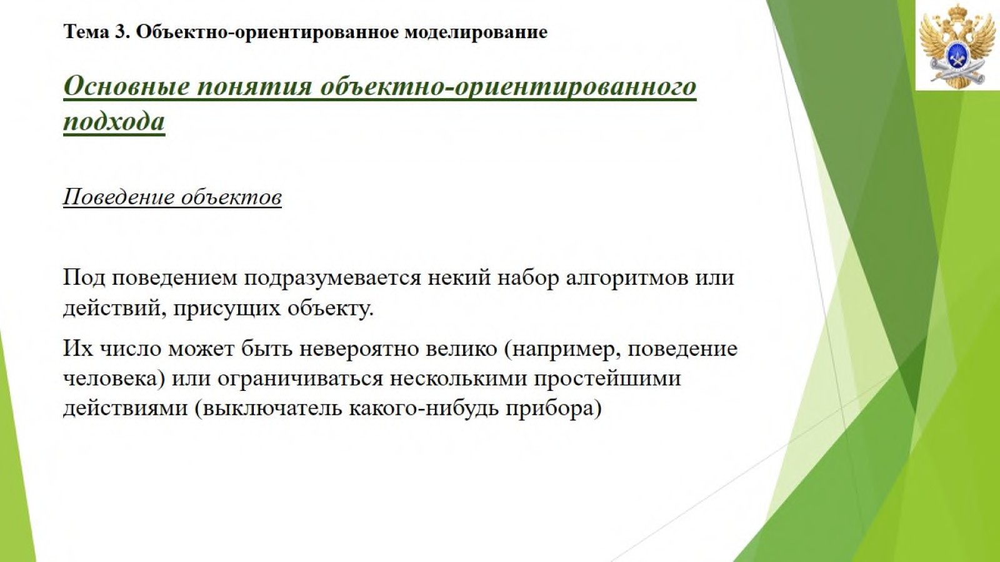 Тема 3. Объектно-ориентированное моделирование
Основные понятия объектно-ориентированного
подхода
Поведение объектов
Под поведением подразумевается некий набор алгоритмов или
действий, присущих объекту.
Их число может быть невероятно велико (например, поведение
человека) или ограничиваться несколькими простейшими
действиями (выключатель какого-нибудь прибора)